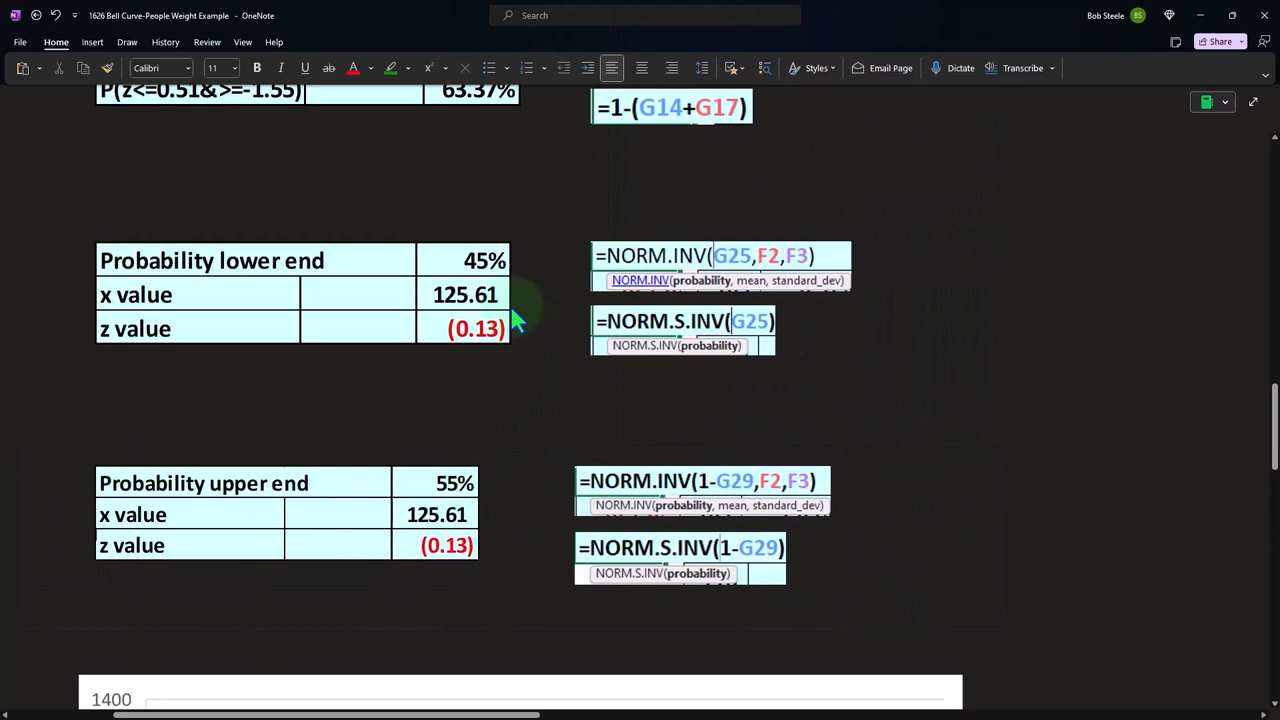 1626 Bell Curve-People Weight Example - OneNote
Search
Bob Steele
BS
File Home Insert Draw History Review View Help
Share
Calibri 11
Styles Email Page Dictate Transcribe
P(z<=0.51&>=-1.55) 63.37%
=1-(G14+G17)
Probability lower end 45%
x value 125.61
z value (0.13)
=NORM.INV(G25,F2,F3)
NORM.INV(probability, mean, standard_dev)
=NORM.S.INV(G25)
NORM.S.INV(probability)
Probability upper end 55%
x value 125.61
z value (0.13)
=NORM.INV(1-G29,F2,F3)
NORM.INV(probability, mean, standard_dev)
=NORM.S.INV(1-G29)
NORM.S.INV(probability)
1400